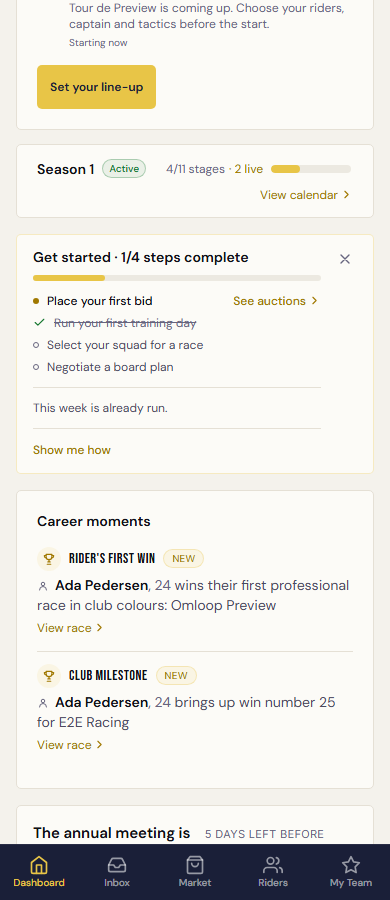 Tour de Preview is coming up. Choose your riders,
captain and tactics before the start.
Starting now
Set your line-up
Season 1 Active 4/11 stages · 2 live
View calendar
Get started · 1/4 steps complete
Place your first bid See auctions
Run your first training day
Select your squad for a race
Negotiate a board plan
This week is already run.
Show me how
Career moments
RIDER'S FIRST WIN NEW
Ada Pedersen, 24 wins their first professional
race in club colours: Omloop Preview
View race
CLUB MILESTONE NEW
Ada Pedersen, 24 brings up win number 25
for E2E Racing
View race
The annual meeting is 5 DAYS LEFT BEFORE
Dashboard Inbox Market Riders My Team